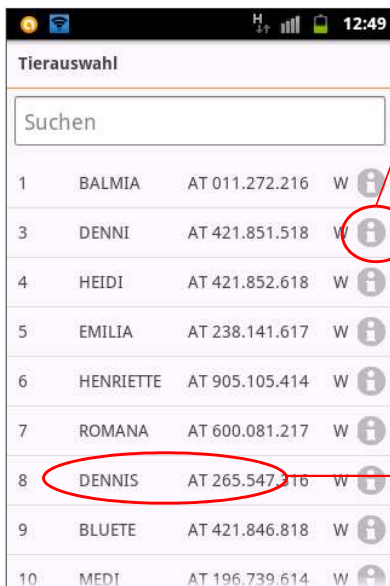 H 12:49
Tierauswahl
Suchen
1 BALMIA AT 011.272.216 W
3 DENNI AT 421.851.518 W
4 HEIDI AT 421.852.618 W
5 EMILIA AT 238.141.617 W
6 HENRIETTE AT 905.105.414 W
7 ROMANA AT 600.081.217 W
8 DENNIS AT 265.547.316 W
9 BLUETE AT 421.846.818 W
10 MEDI AT 196.739.614 W